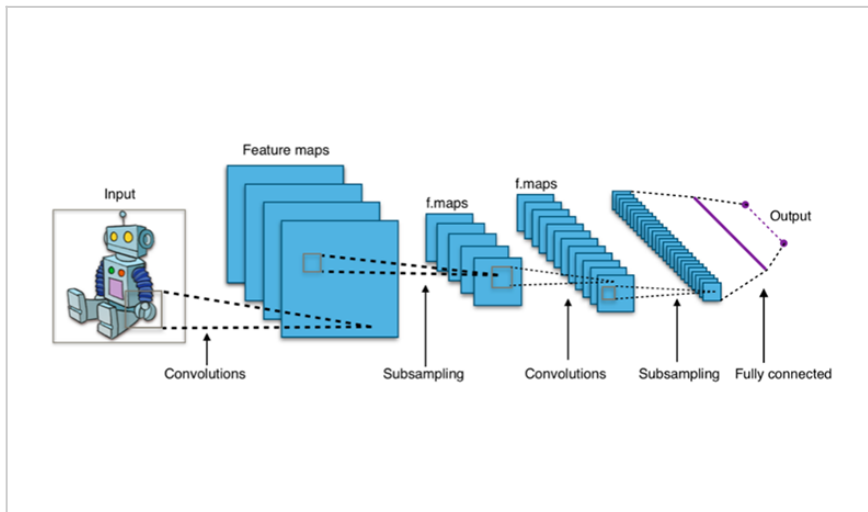 Feature maps
Input
f.maps
f.maps
Output
Convolutions
Subsampling
Convolutions
Subsampling
Fully connected